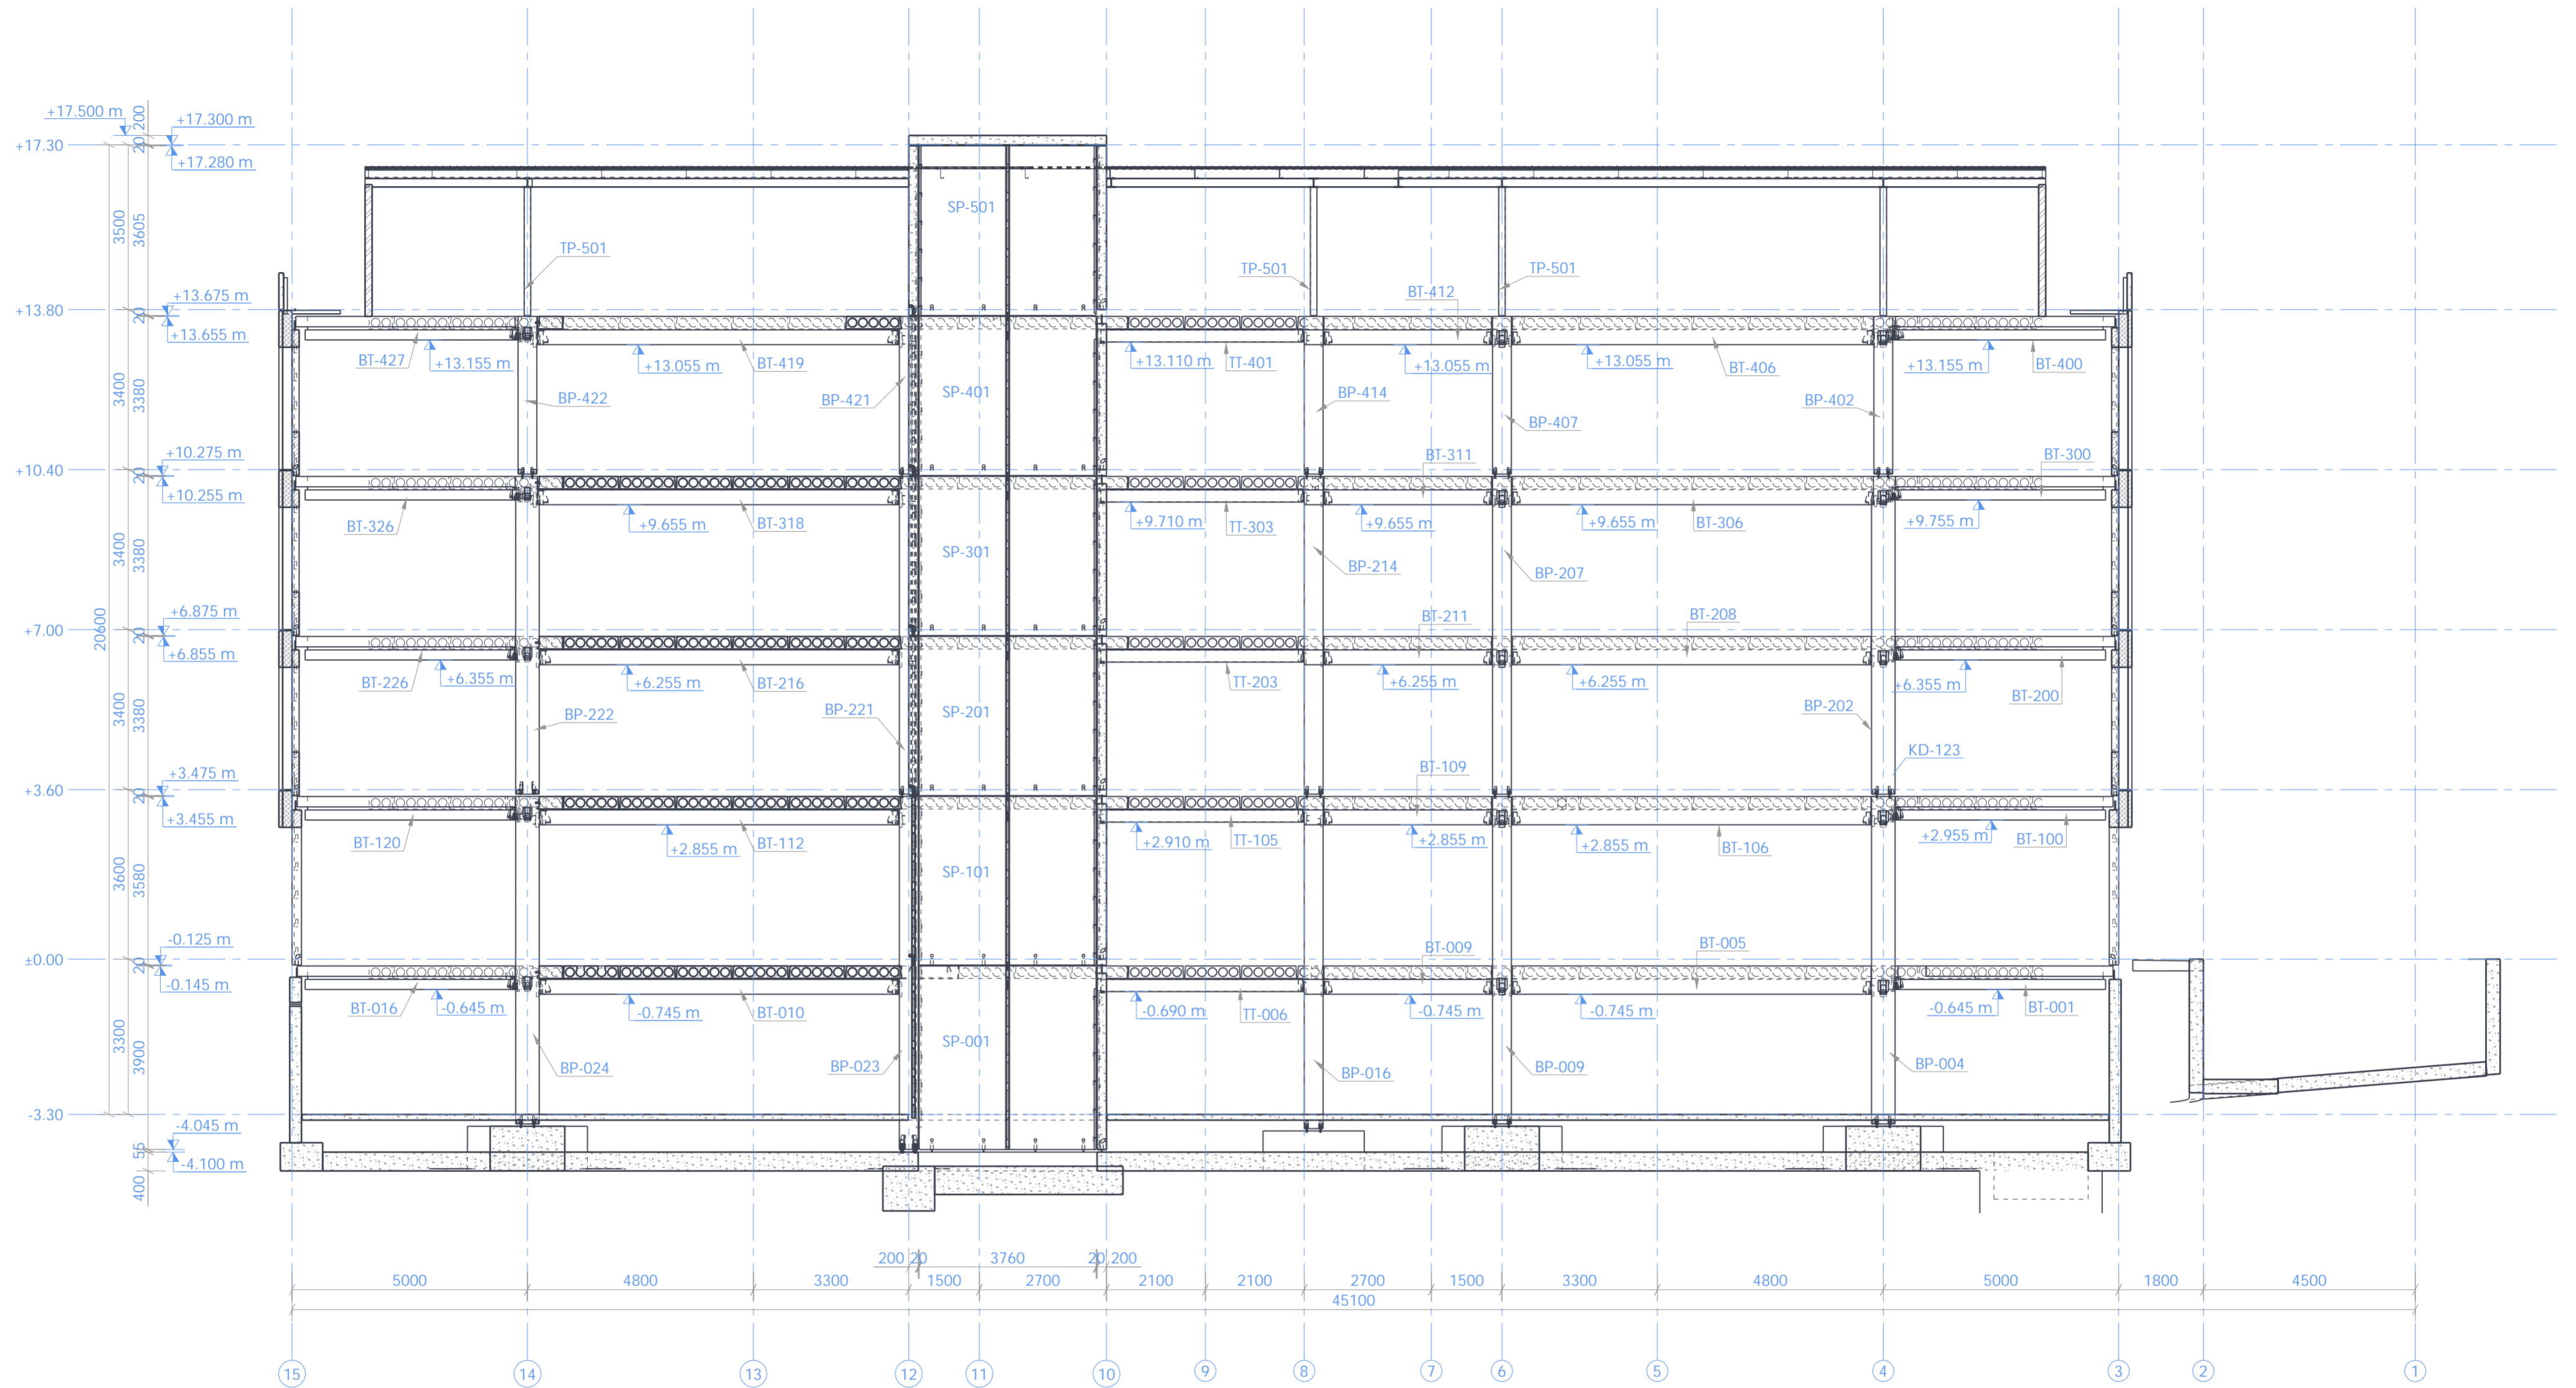 +17.500 m
200
+17.300 m
20
+17.30
+17.280 m
SP-501
3500
3605
TP-501
TP-501
TP-501
+13.675 m
BT-412
+13.80
20
+13.655 m
BT-427
+13.155 m
+13.055 m
BT-419
+13.110 m
TT-401
+13.055 m
+13.055 m
BT-406
+13.155 m
BT-400
3400
3380
BP-422
BP-421
SP-401
BP-414
BP-407
BP-402
+10.275 m
BT-311
BT-300
+10.40
20
+10.255 m
BT-326
+9.655 m
BT-318
+9.710 m
TT-303
+9.655 m
+9.655 m
BT-306
+9.755 m
3400
3380
SP-301
BP-214
BP-207
+6.875 m
BT-211
BT-208
20600
+7.00
20
+6.855 m
BT-226
+6.355 m
+6.255 m
BT-216
TT-203
+6.255 m
+6.255 m
+6.355 m
BT-200
3400
3380
BP-222
BP-221
SP-201
BP-202
KD-123
+3.475 m
BT-109
+3.60
20
+3.455 m
BT-120
+2.855 m
BT-112
+2.910 m
TT-105
+2.855 m
+2.855 m
BT-106
+2.955 m
BT-100
3600
3580
SP-101
-0.125 m
BT-009
BT-005
±0.00
20
-0.145 m
BT-016
-0.645 m
-0.745 m
BT-010
-0.690 m
TT-006
-0.745 m
-0.745 m
-0.645 m
BT-001
3300
3900
SP-001
BP-024
BP-023
BP-016
BP-009
BP-004
-3.30
-4.045 m
55
-4.100 m
400
200 20 3760 20 200
5000 4800 3300 1500 2700 2100 2100 2700 1500 3300 4800 5000 1800 4500
45100
15 14 13 12 11 10 9 8 7 6 5 4 3 2 1